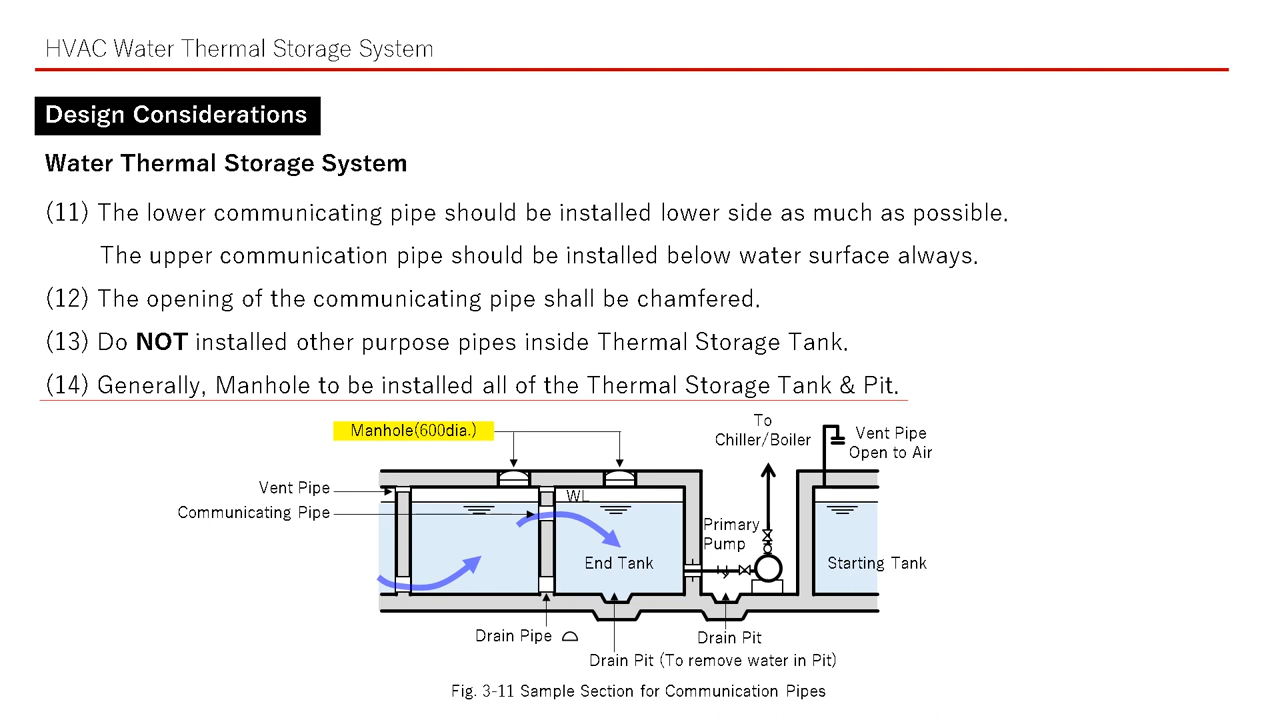 HVAC Water Thermal Storage System
Design Considerations
Water Thermal Storage System
(11) The lower communicating pipe should be installed lower side as much as possible.
The upper communication pipe should be installed below water surface always.
(12) The opening of the communicating pipe shall be chamfered.
(13) Do NOT installed other purpose pipes inside Thermal Storage Tank.
(14) Generally, Manhole to be installed all of the Thermal Storage Tank & Pit.
Manhole(600dia.)
To
Chiller/Boiler
Vent Pipe
Open to Air
Vent Pipe
WL
Communicating Pipe
Primary
Pump
End Tank
Starting Tank
Drain Pipe
Drain Pit
Drain Pit (To remove water in Pit)
Fig. 3-11 Sample Section for Communication Pipes